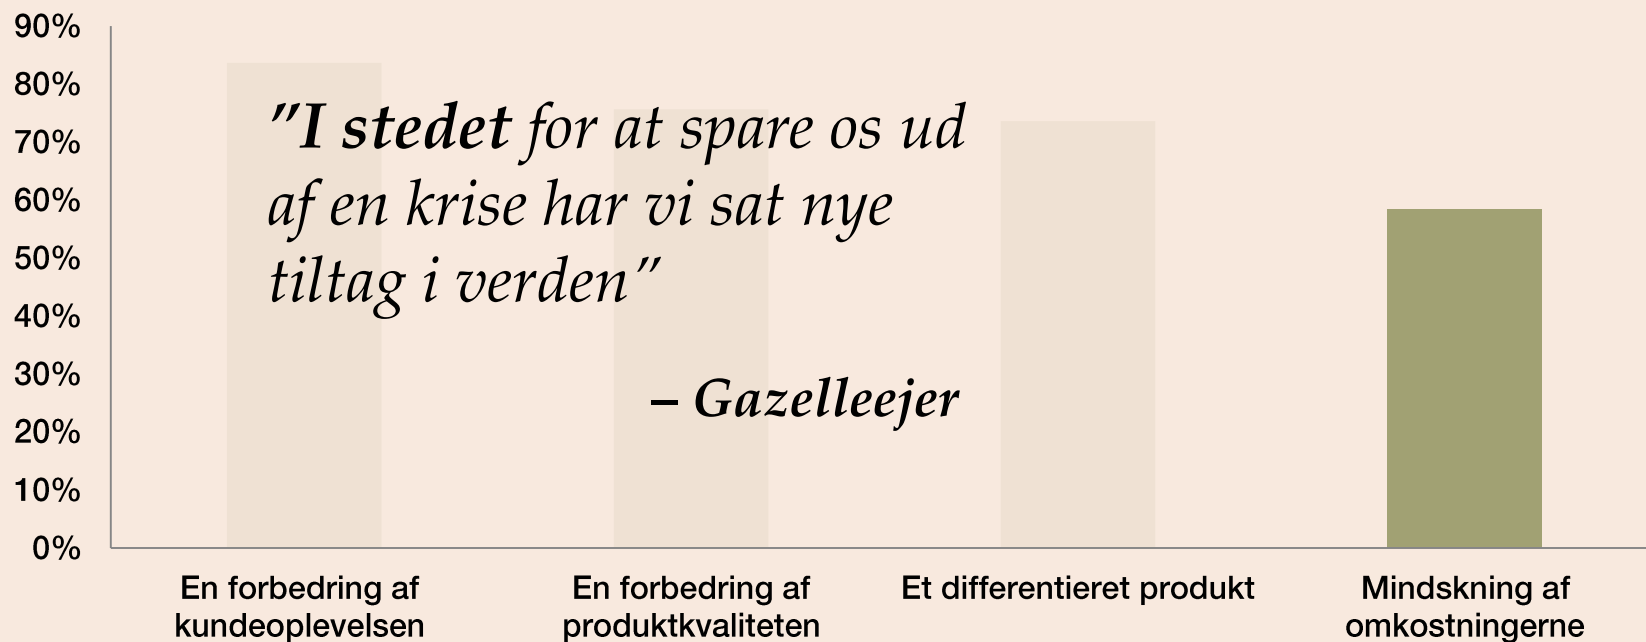 90%
80%
70%
60%
50%
40%
30%
20%
10%
0%
”I stedet for at spare os ud
af en krise har vi sat nye
tiltag i verden”
– Gazelleejer
En forbedring af
kundeoplevelsen
En forbedring af
produktkvaliteten
Et differentieret produkt
Mindskning af
omkostningerne